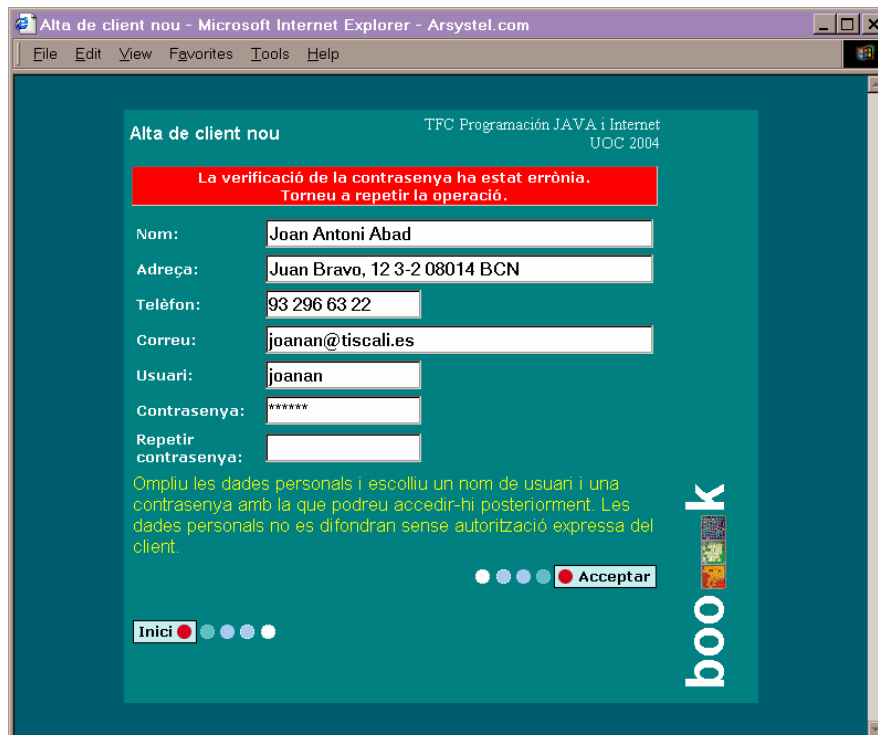 Alta de client nou - Microsoft Internet Explorer - Arsystel.com
File Edit View Favorites Tools Help
Alta de client nou
TFC Programación JAVA i Internet
UOC 2004
La verificació de la contrasenya ha estat errònia.
Torneu a repetir la operació.
Nom: Joan Antoni Abad
Adreça: Juan Bravo, 12 3-2 08014 BCN
Telèfon: 93 296 63 22
Correu: joanan@tiscali.es
Usuari: joanan
Contrasenya: ******
Repetir
contrasenya:
Ompliu les dades personals i escolliu un nom de usuari i una
contrasenya amb la que podreu accedir-hi posteriorment. Les
dades personals no es difondran sense autorització expressa del
client.
Acceptar
Inici
book